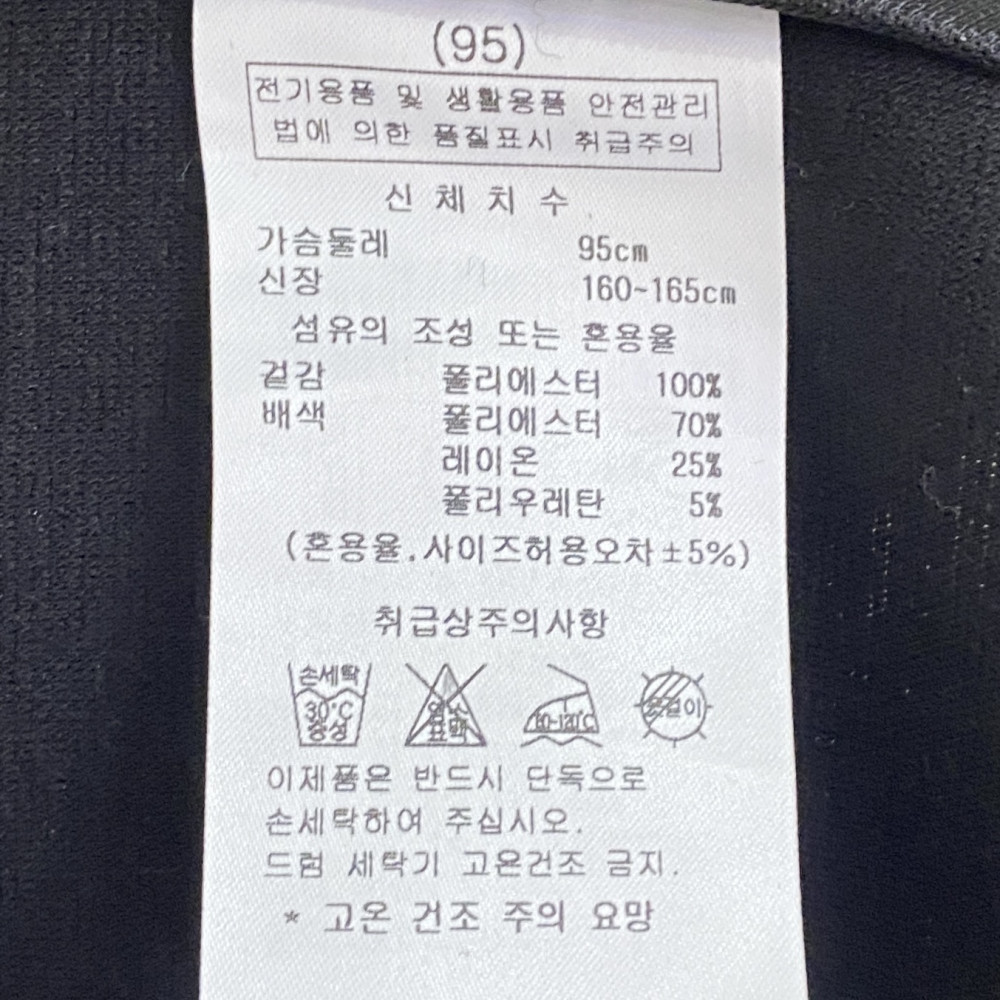 (95)
전기용품 및 생활용품 안전관리
법에 의한 품질표시 취급주의
신 체 치 수
가슴둘레 95cm
신장 160~165cm
섬유의 조성 또는 혼용율
겉감 폴리에스터 100%
배색 폴리에스터 70%
레이온 25%
폴리우레탄 5%
(혼용율.사이즈허용오차±5%)
취급상주의사항
손세탁
30℃
중성
염소
표백
80-120℃
옷걸이
이제품은 반드시 단독으로
손세탁하여 주십시오.
드럼 세탁기 고온건조 금지.
* 고온 건조 주의 요망